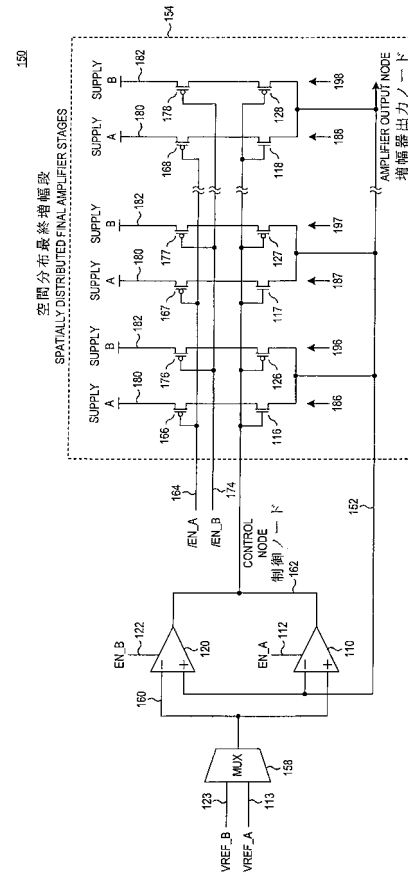 150
空間分布最終増幅段
SPATIALLY DISTRIBUTED FINAL AMPLIFIER STAGES
154
SUPPLY A
180
SUPPLY B
182
SUPPLY A
180
SUPPLY B
182
SUPPLY A
180
SUPPLY B
182
166
176
167
177
168
178
164
/EN_A
174
/EN_B
116
126
117
127
118
128
186
196
187
197
188
198
CONTROL NODE
制御ノード
162
EN_B
122
120
EN_A
112
110
160
152
AMPLIFIER OUTPUT NODE
増幅器出力ノード
MUX
158
123
113
VREF_B
VREF_A